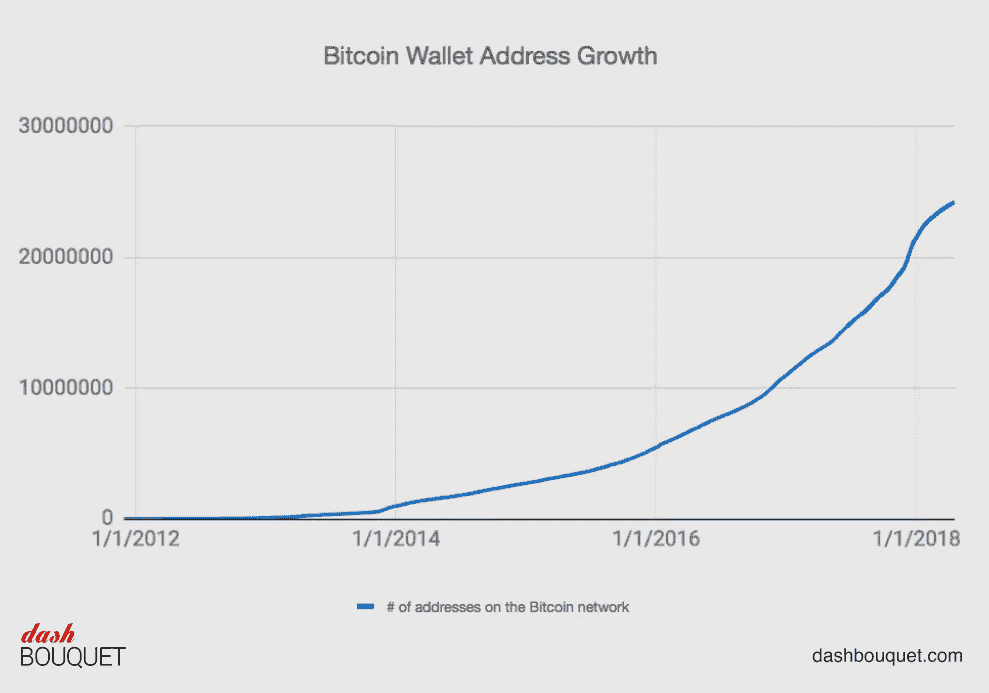 Bitcoin Wallet Address Growth
30000000
20000000
10000000
0
1/1/2012 1/1/2014 1/1/2016 1/1/2018
# of addresses on the Bitcoin network
dash
BOUQUET
dashbouquet.com